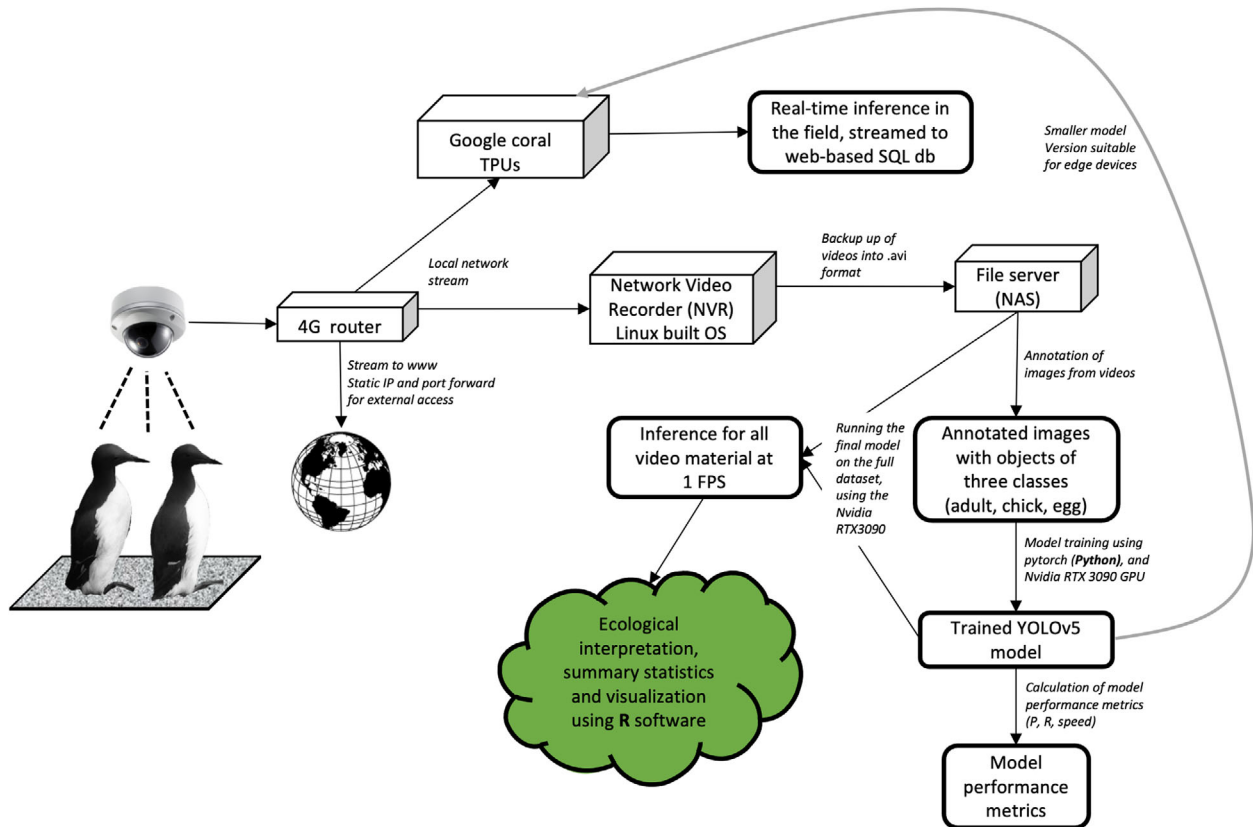 Google coral
TPUs
Real-time inference in
the field, streamed to
web-based SQL db
Smaller model
Version suitable
for edge devices
Local network
stream
4G router
Network Video
Recorder (NVR)
Linux built OS
Backup up of
videos into .avi
format
File server
(NAS)
Stream to www
Static IP and port forward
for external access
Annotation of
images from videos
Inference for all
video material at
1 FPS
Running the
final model
on the full
dataset,
using the
Nvidia
RTX3090
Annotated images
with objects of
three classes
(adult, chick, egg)
Model training using
pytorch (Python), and
Nvidia RTX 3090 GPU
Ecological
interpretation,
summary statistics
and visualization
using R software
Trained YOLOv5
model
Calculation of model
performance metrics
(P, R, speed)
Model
performance
metrics